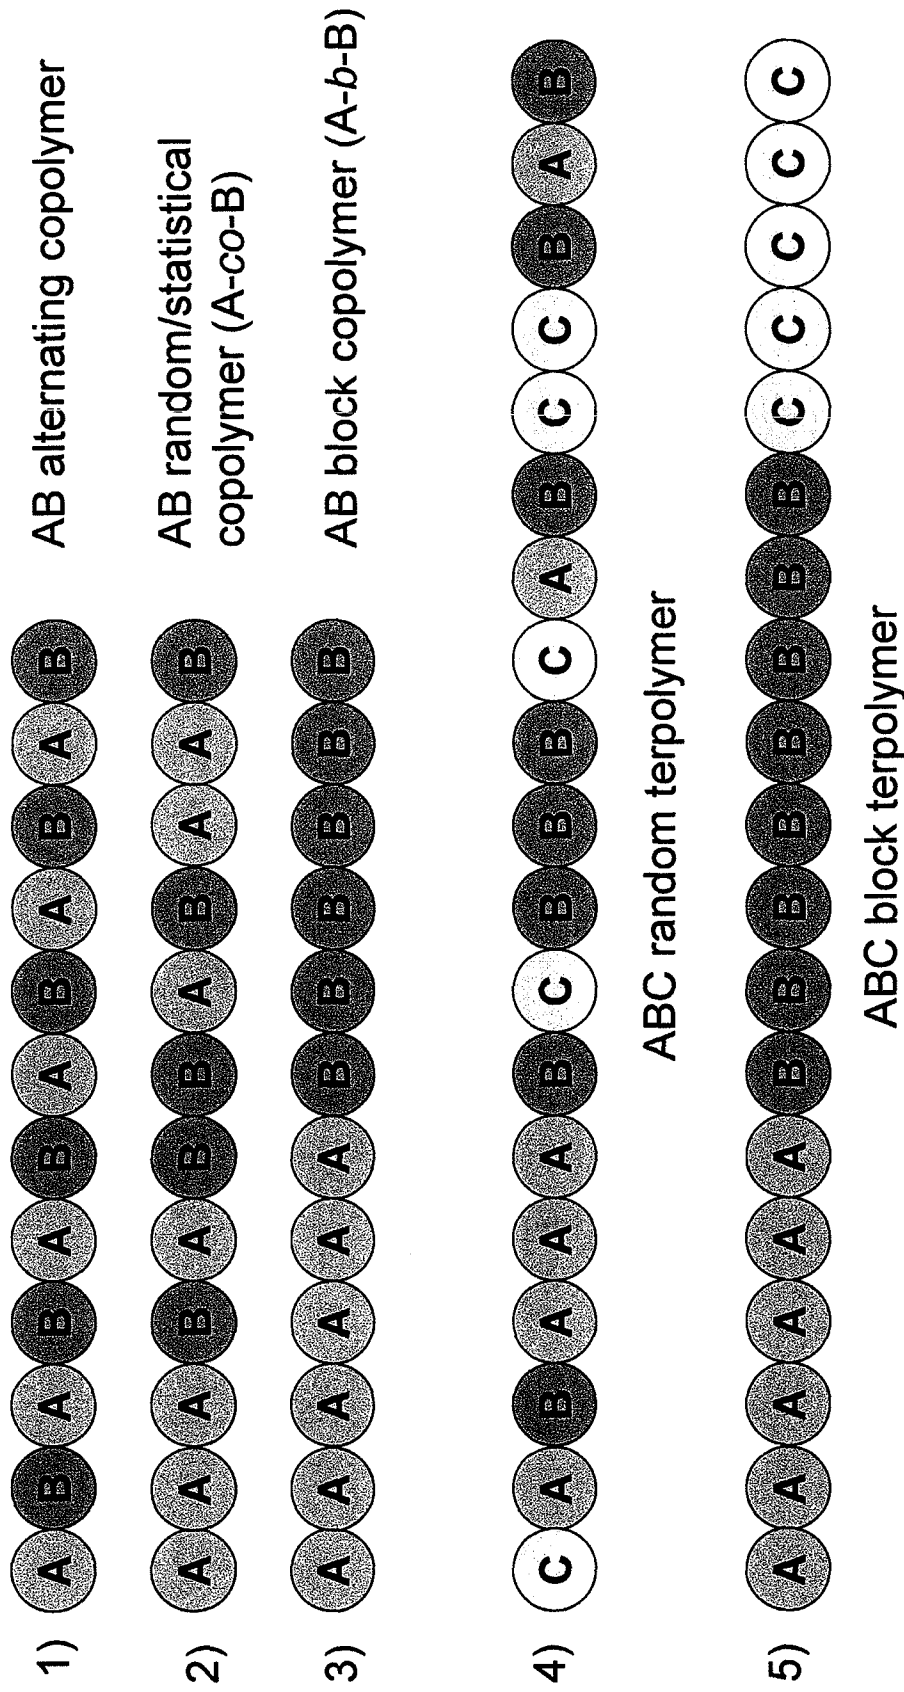 1) A B A B A B A B A B A B AB alternating copolymer
2) A A A B A B B A B A A B AB random/statistical
copolymer (A-co-B)
3) A A A A A A B B B B B B AB block copolymer (A-b-B)
4) C A B A A A B C B B B C A B C C B A B
ABC random terpolymer
5) A A A A A A B B B B B B B B C C C C C
ABC block terpolymer